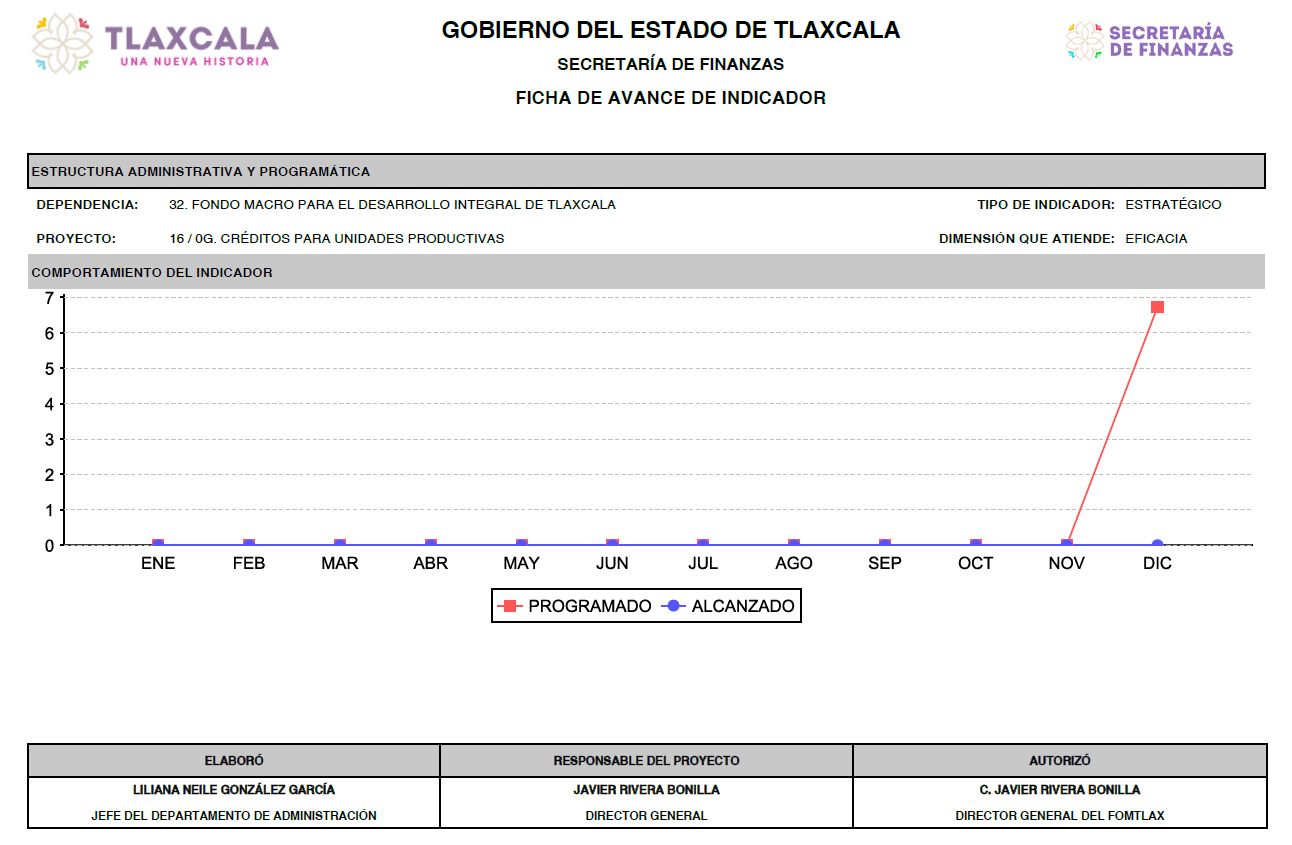 TLAXCALA
UNA NUEVA HISTORIA
GOBIERNO DEL ESTADO DE TLAXCALA
SECRETARÍA DE FINANZAS
FICHA DE AVANCE DE INDICADOR
SECRETARÍA
DE FINANZAS
ESTRUCTURA ADMINISTRATIVA Y PROGRAMÁTICA
DEPENDENCIA: 32. FONDO MACRO PARA EL DESARROLLO INTEGRAL DE TLAXCALA TIPO DE INDICADOR: ESTRATÉGICO
PROYECTO: 16 / 0G. CRÉDITOS PARA UNIDADES PRODUCTIVAS DIMENSIÓN QUE ATIENDE: EFICACIA
COMPORTAMIENTO DEL INDICADOR
7
6
5
4
3
2
1
0
ENE FEB MAR ABR MAY JUN JUL AGO SEP OCT NOV DIC
PROGRAMADO ALCANZADO
ELABORÓ RESPONSABLE DEL PROYECTO AUTORIZÓ
LILIANA NEILE GONZÁLEZ GARCÍA JAVIER RIVERA BONILLA C. JAVIER RIVERA BONILLA
JEFE DEL DEPARTAMENTO DE ADMINISTRACIÓN DIRECTOR GENERAL DIRECTOR GENERAL DEL FOMTLAX